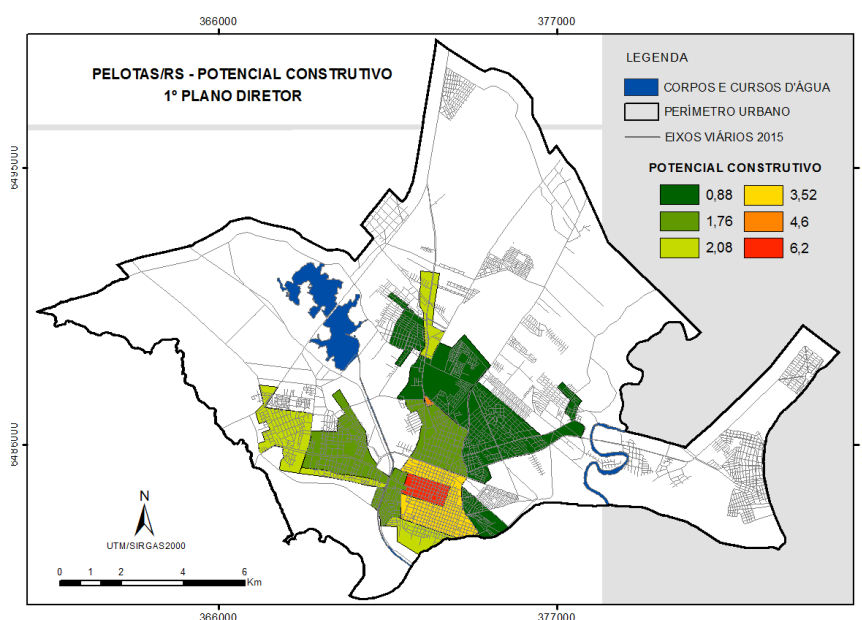 366000
377000
PELOTAS/RS - POTENCIAL CONSTRUTIVO
1º PLANO DIRETOR
LEGENDA
CORPOS E CURSOS D'ÁGUA
PERÍMETRO URBANO
EIXOS VIÁRIOS 2015
POTENCIAL CONSTRUTIVO
0,88
3,52
1,76
4,6
2,08
6,2
N
UTM/SIRGAS2000
0 1 2 4 6
Km
366000
377000